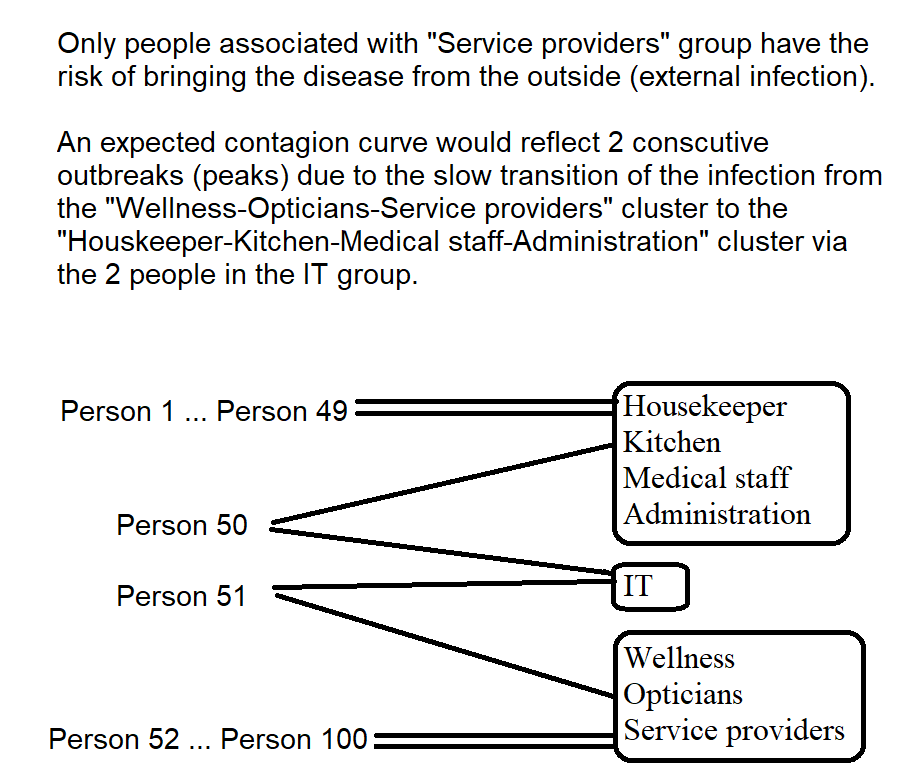 Only people associated with "Service providers" group have the
risk of bringing the disease from the outside (external infection).
An expected contagion curve would reflect 2 conscutive
outbreaks (peaks) due to the slow transition of the infection from
the "Wellness-Opticians-Service providers" cluster to the
"Houskeeper-Kitchen-Medical staff-Administration" cluster via
the 2 people in the IT group.
Person 1 ... Person 49
Housekeeper
Kitchen
Medical staff
Administration
Person 50
IT
Person 51
Wellness
Opticians
Service providers
Person 52 ... Person 100